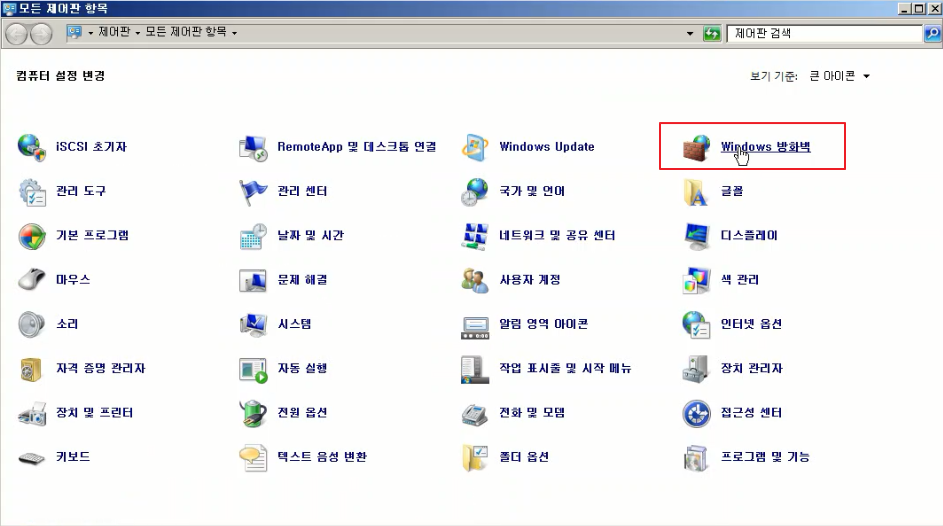 모든 제어판 항목
제어판 모든 제어판 항목
제어판 검색
컴퓨터 설정 변경
보기 기준: 큰 아이콘
iSCSI 초기자
RemoteApp 및 데스크톱 연결
Windows Update
Windows 방화벽
관리 도구
관리 센터
국가 및 언어
글꼴
기본 프로그램
날짜 및 시간
네트워크 및 공유 센터
디스플레이
마우스
문제 해결
사용자 계정
색 관리
소리
시스템
알림 영역 아이콘
인터넷 옵션
자격 증명 관리자
자동 실행
작업 표시줄 및 시작 메뉴
장치 관리자
장치 및 프린터
전원 옵션
전화 및 모뎀
접근성 센터
키보드
텍스트 음성 변환
폴더 옵션
프로그램 및 기능